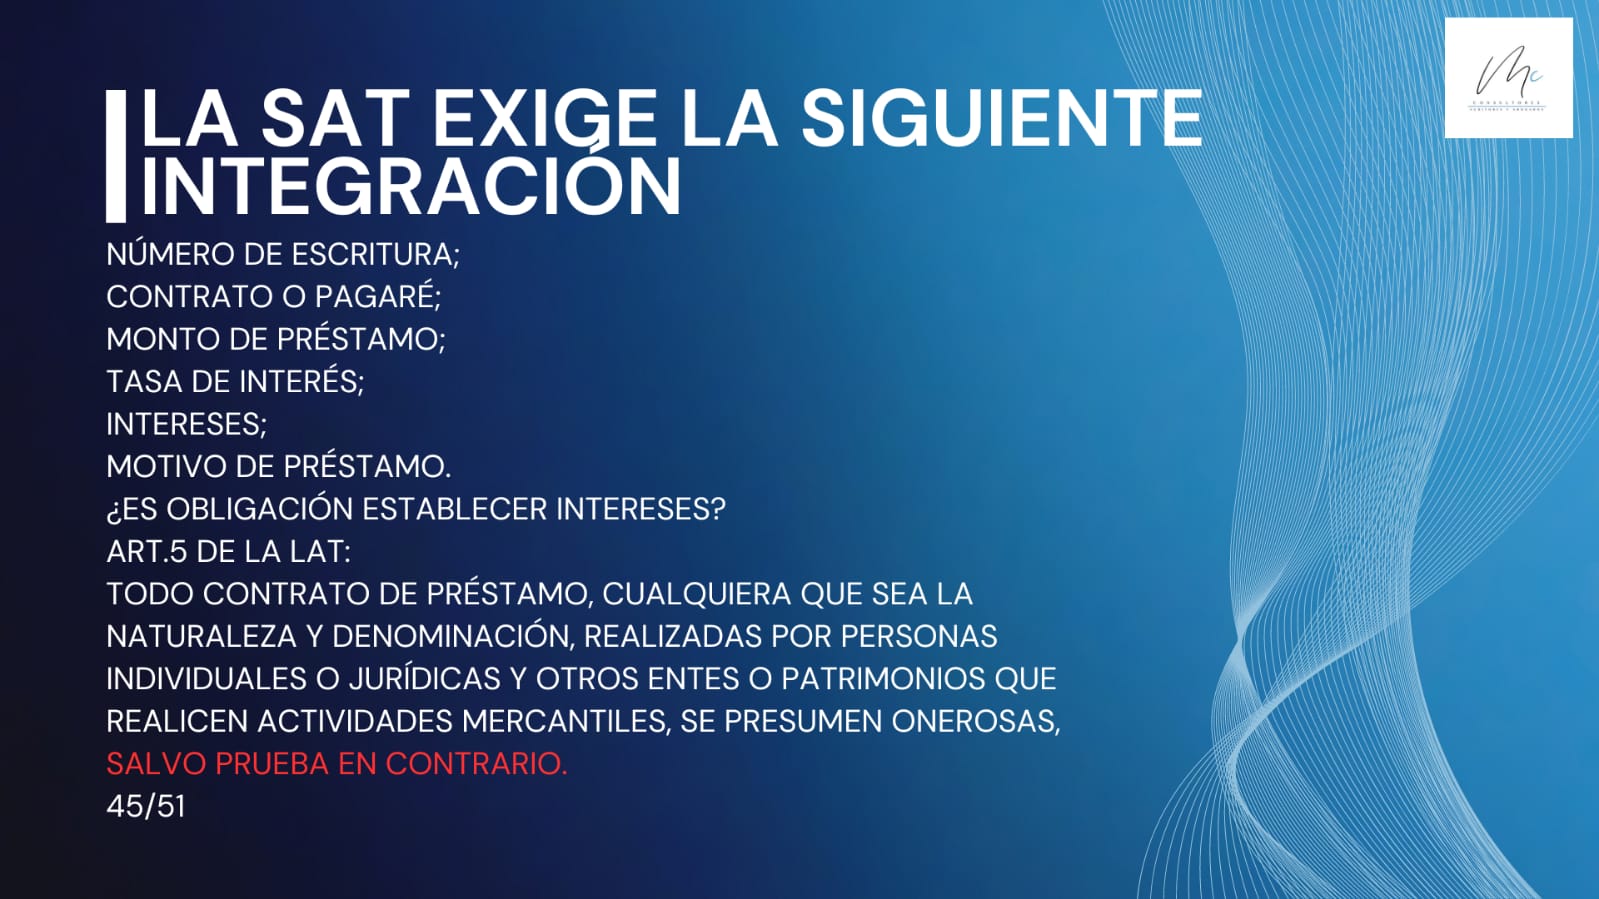 LA SAT EXIGE LA SIGUIENTE
INTEGRACIÓN
NÚMERO DE ESCRITURA;
CONTRATO O PAGARÉ;
MONTO DE PRÉSTAMO;
TASA DE INTERÉS;
INTERESES;
MOTIVO DE PRÉSTAMO.
¿ES OBLIGACIÓN ESTABLECER INTERESES?
ART.5 DE LA LAT:
TODO CONTRATO DE PRÉSTAMO, CUALQUIERA QUE SEA LA
NATURALEZA Y DENOMINACIÓN, REALIZADAS POR PERSONAS
INDIVIDUALES O JURÍDICAS Y OTROS ENTES O PATRIMONIOS QUE
REALICEN ACTIVIDADES MERCANTILES, SE PRESUMEN ONEROSAS,
SALVO PRUEBA EN CONTRARIO.
45/51
Mc
CONSULTORES
AUDITORES Y ABOGADOS